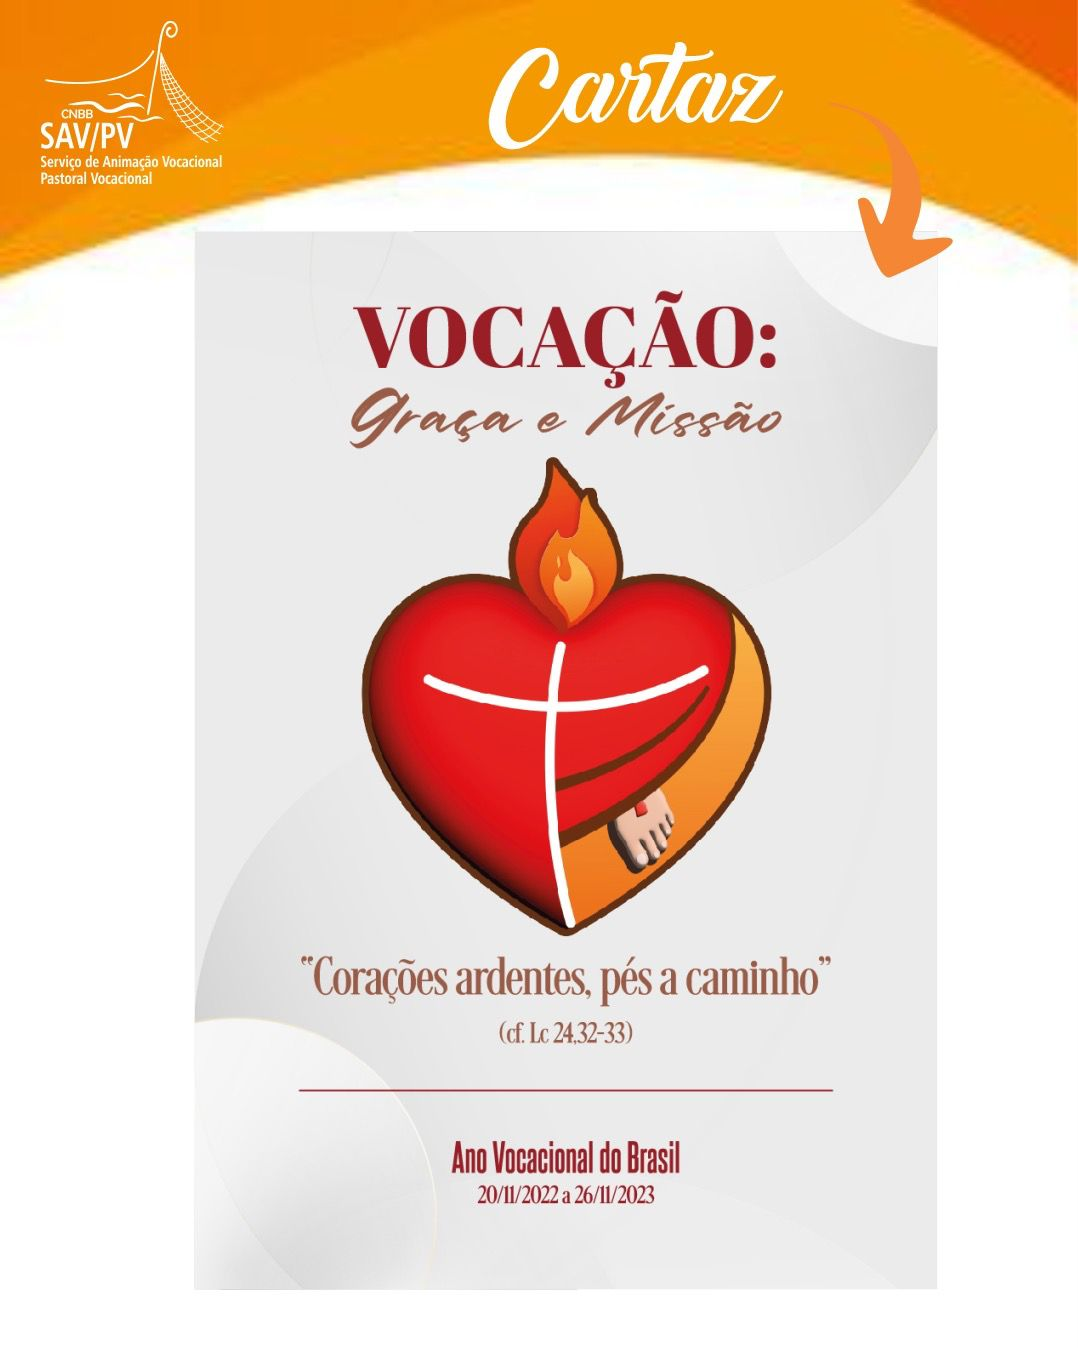 CNBB
SAV/PV
Serviço de Animação Vocacional
Pastoral Vocacional
Cartaz
VOCAÇÃO:
Graça e Missão
“Corações ardentes, pés a caminho”
(cf. Lc 24,32-33)
Ano Vocacional do Brasil
20/11/2022 a 26/11/2023